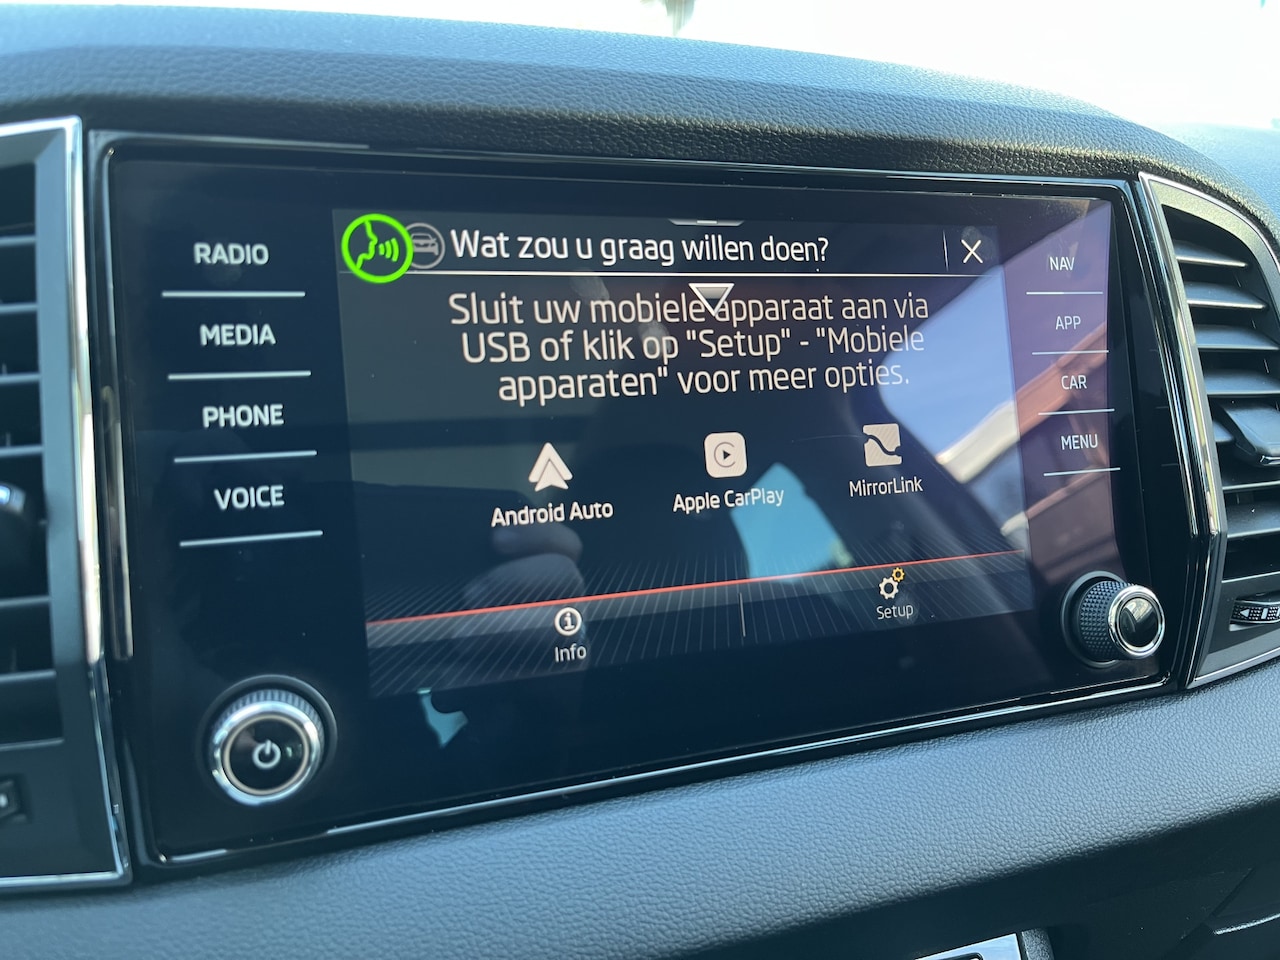 RADIO
MEDIA
PHONE
VOICE
Wat zou u graag willen doen?
Sluit uw mobiele apparaat aan via
USB of klik op "Setup" - "Mobiele
apparaten" voor meer opties.
Android Auto
Apple CarPlay
MirrorLink
Info
Setup
NAV
APP
CAR
MENU